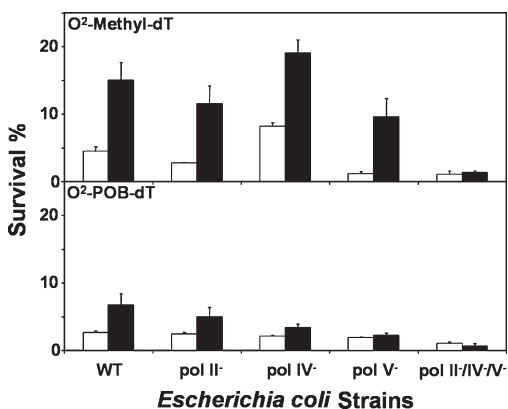 O²-Methyl-dT
20
10
0
O²-POB-dT
20
10
0
Survival %
WT pol II⁻ pol IV⁻ pol V⁻ pol II⁻/IV⁻/V⁻
Escherichia coli Strains